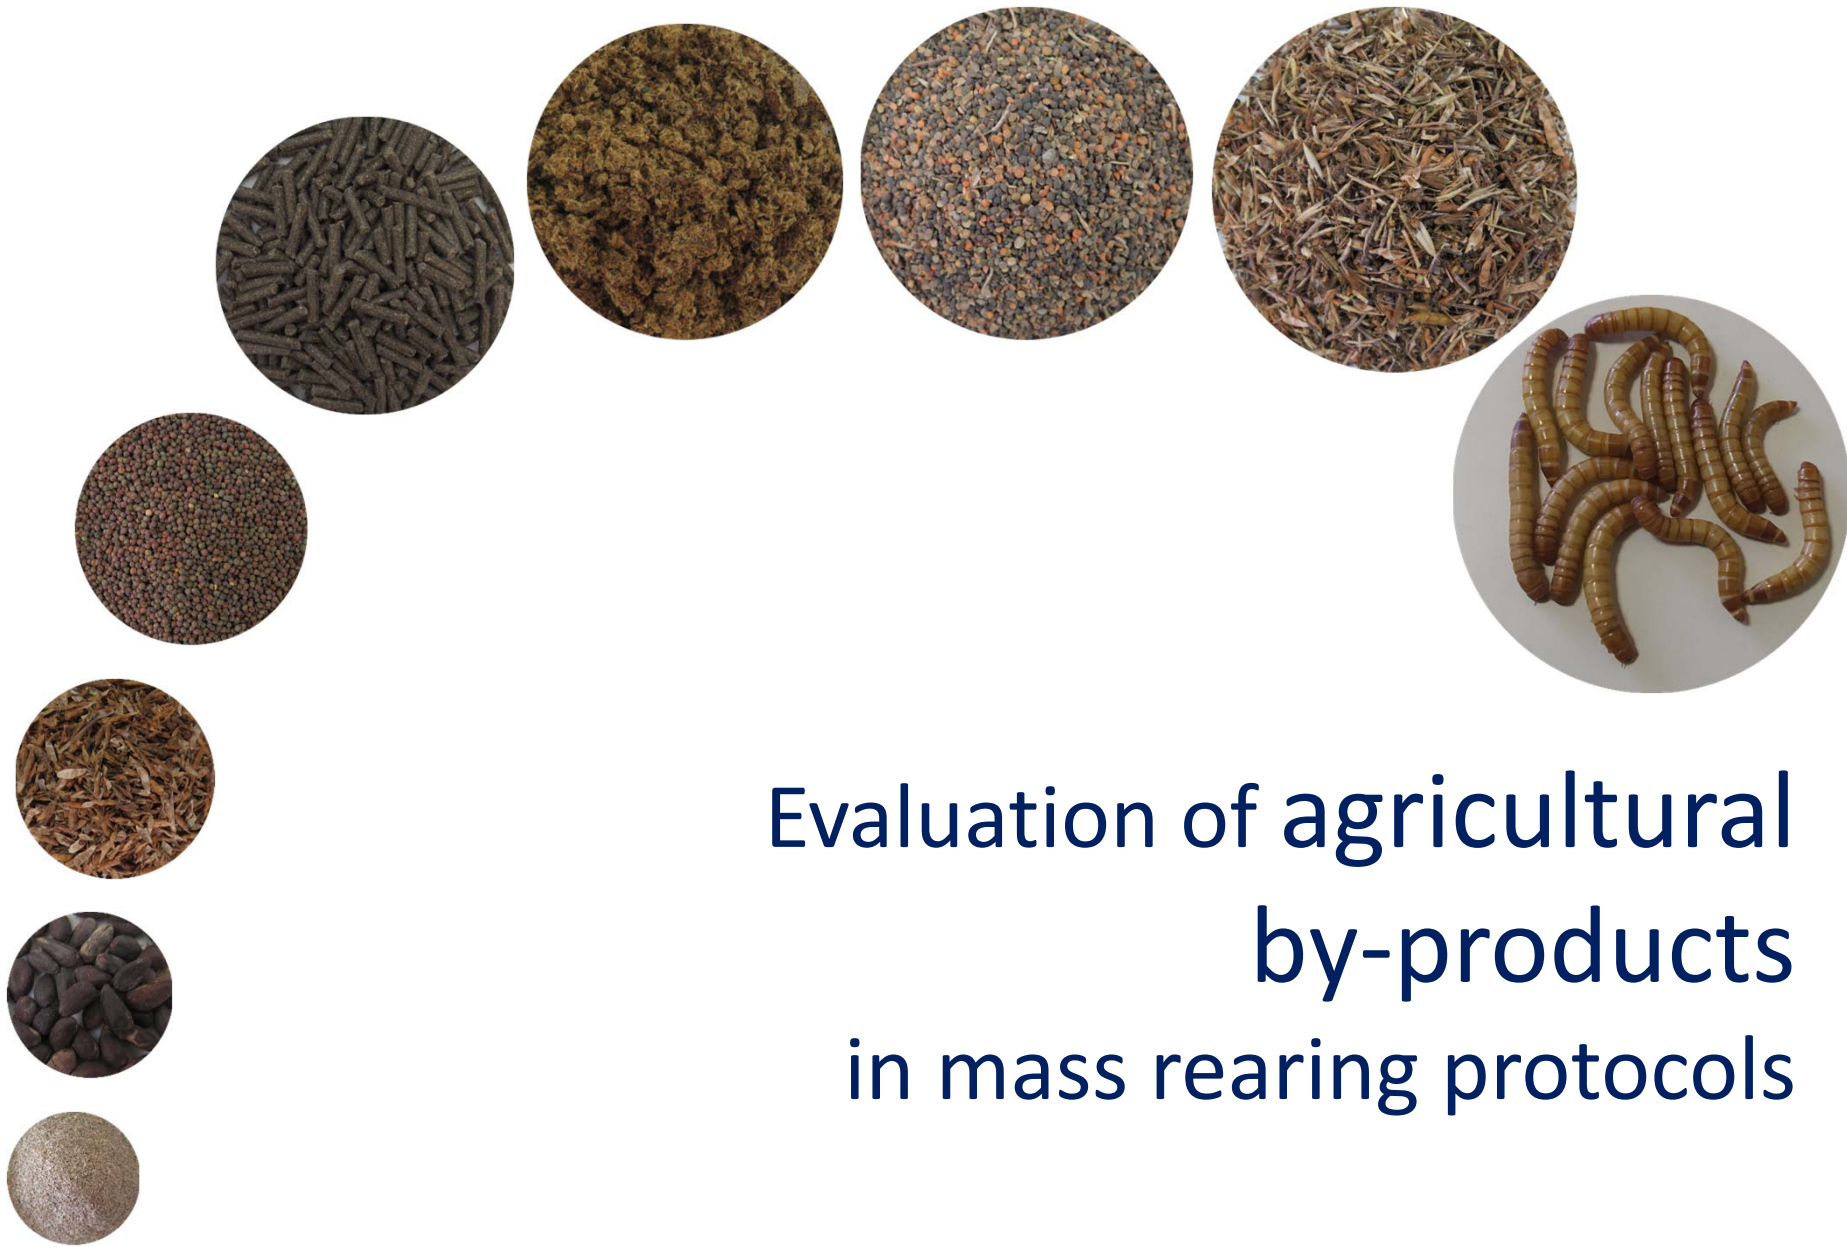 Evaluation of agricultural
by-products
in mass rearing protocols